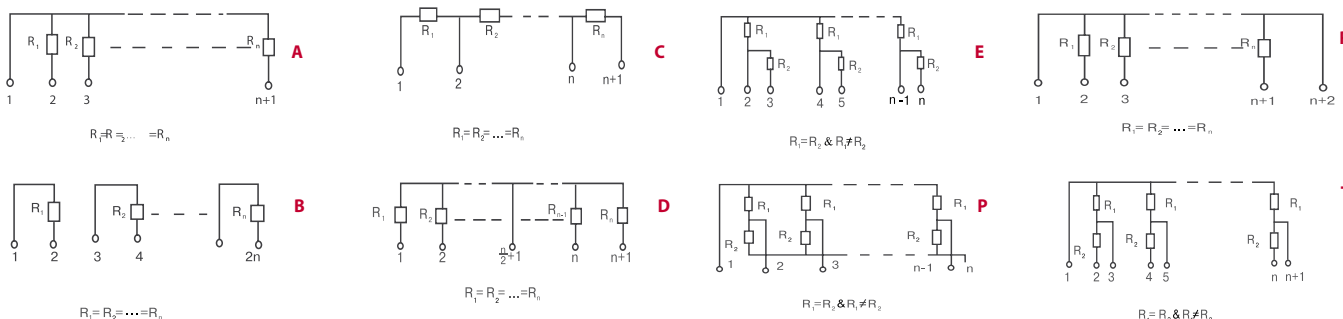 R₁ R₂ Rₙ A
1 2 3 n+1
R₁=R=₂... =Rₙ
R₁ R₂ Rₙ C
1 2 n n+1
R₁=R₂= ... =Rₙ
R₁ R₁ R₁ E
R₂ R₂ R₂
1 2 3 4 5 n-1 n
R₁=R₂ & R₁≠R₂
R₁ R₂ Rₙ
1 2 3 n+1 n+2
R₁= R₂= ... =Rₙ
R₁ R₂ Rₙ B
1 2 3 4 2n
R₁= R₂= ... =Rₙ
R₁ R₂ Rₙ₋₁ Rₙ D
1 2 n/2+1 n n+1
R₁= R₂= ... =Rₙ
R₁ R₁ R₁ P
R₂ R₂ R₂
1 2 3 n-1 n
R₁=R₂ &R₁≠R₂
R₁ R₁ R₁
R₂ R₂ R₂
1 2 3 4 5 n n+1
R₁= R₂ & R₁≠R₂